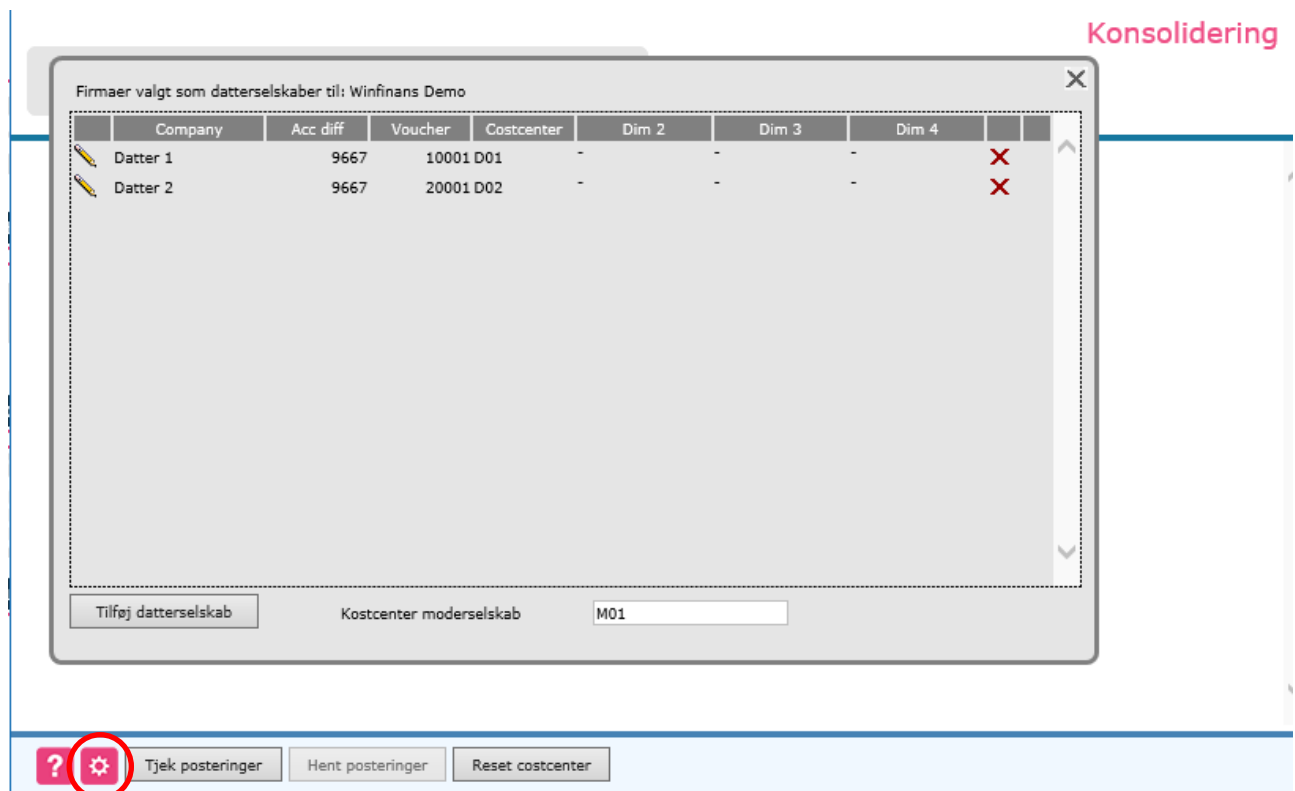 Konsolidering
Firmaer valgt som datterselskaber til: Winfinans Demo
Company Acc diff Voucher Costcenter Dim 2 Dim 3 Dim 4
Datter 1 9667 10001 D01 - - -
Datter 2 9667 20001 D02 - - -
Tilføj datterselskab Kostcenter moderselskab M01
? Tjek posteringer Hent posteringer Reset costcenter